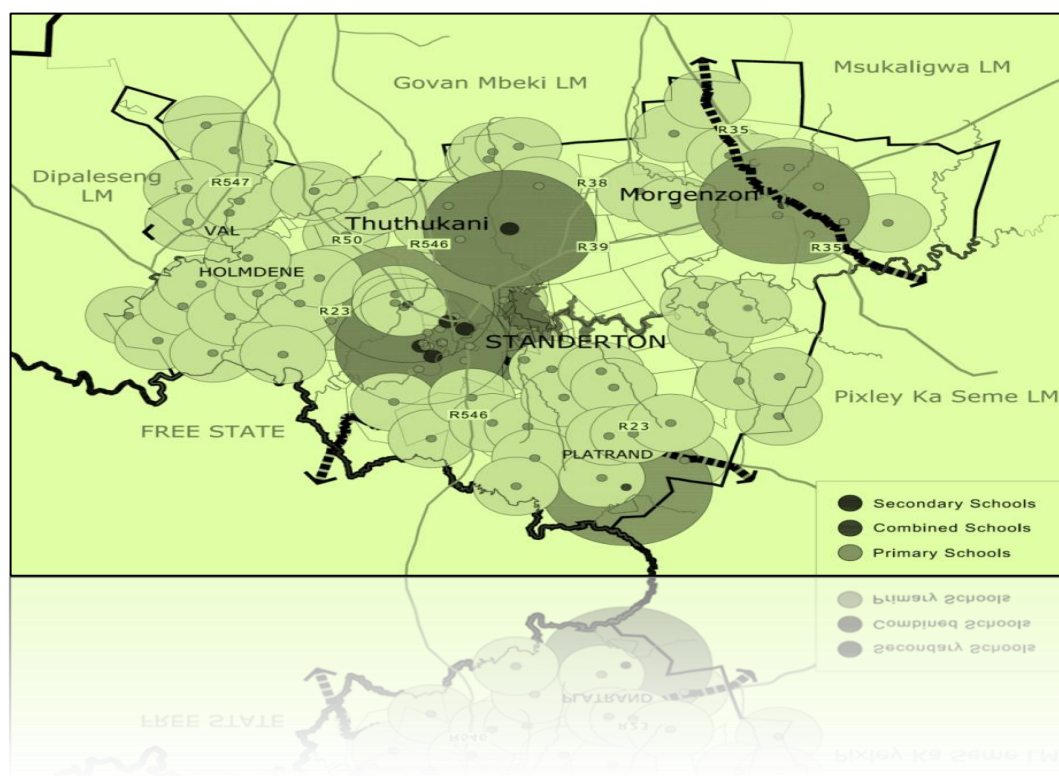 Govan Mbeki LM
Msukaligwa LM
R35
Dipaleseng
LM
R547
R38
Morgenzon
VAL
Thuthukani
R50
R546
R39
R35
HOLMDENE
R23
STANDERTON
Pixley Ka Seme LM
R546
FREE STATE
R23
PLATRAND
Secondary Schools
Combined Schools
Primary Schools